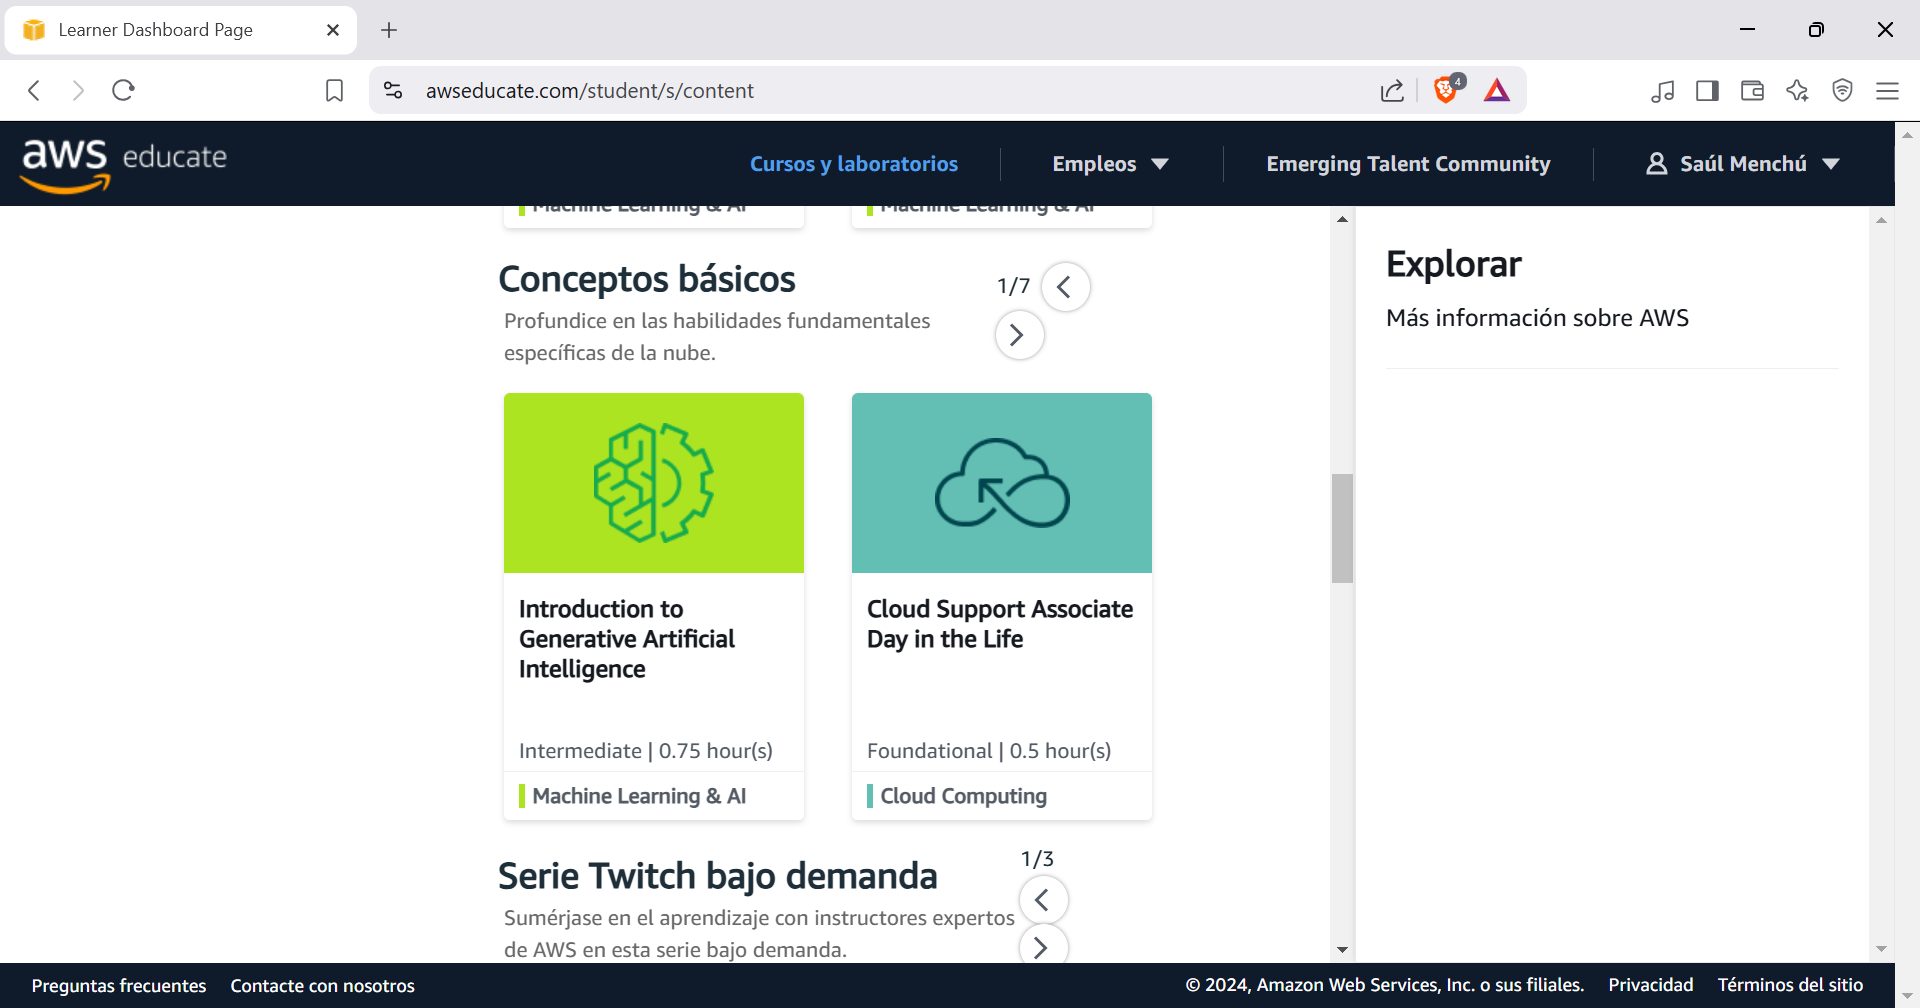 Learner Dashboard Page
awseducate.com/student/s/content
4
aws educate
Cursos y laboratorios
Empleos
Emerging Talent Community
Saúl Menchú
Machine Learning & AI
Machine Learning & AI
Conceptos básicos
1/7
Profundice en las habilidades fundamentales
específicas de la nube.
Introduction to
Generative Artificial
Intelligence
Intermediate | 0.75 hour(s)
Machine Learning & AI
Cloud Support Associate
Day in the Life
Foundational | 0.5 hour(s)
Cloud Computing
Serie Twitch bajo demanda
1/3
Sumérjase en el aprendizaje con instructores expertos
de AWS en esta serie bajo demanda.
Explorar
Más información sobre AWS
Preguntas frecuentes
Contacte con nosotros
© 2024, Amazon Web Services, Inc. o sus filiales.
Privacidad
Términos del sitio